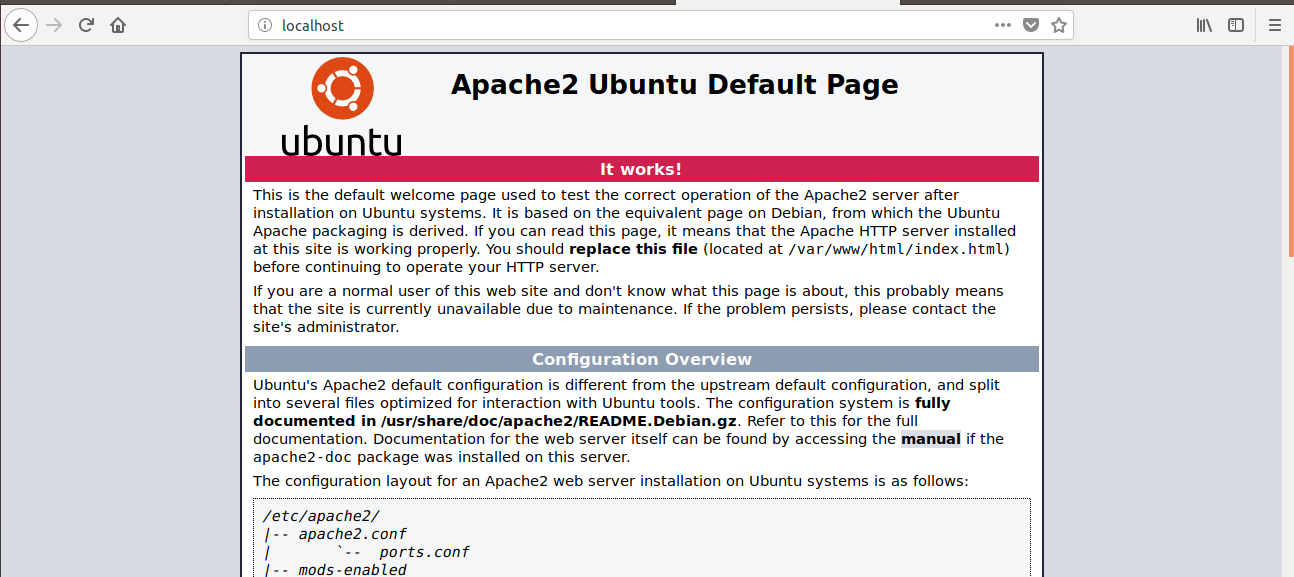 localhost
ubuntu
Apache2 Ubuntu Default Page
It works!
This is the default welcome page used to test the correct operation of the Apache2 server after
installation on Ubuntu systems. It is based on the equivalent page on Debian, from which the Ubuntu
Apache packaging is derived. If you can read this page, it means that the Apache HTTP server installed
at this site is working properly. You should replace this file (located at /var/www/html/index.html)
before continuing to operate your HTTP server.
If you are a normal user of this web site and don't know what this page is about, this probably means
that the site is currently unavailable due to maintenance. If the problem persists, please contact the
site's administrator.
Configuration Overview
Ubuntu's Apache2 default configuration is different from the upstream default configuration, and split
into several files optimized for interaction with Ubuntu tools. The configuration system is fully
documented in /usr/share/doc/apache2/README.Debian.gz. Refer to this for the full
documentation. Documentation for the web server itself can be found by accessing the manual if the
apache2-doc package was installed on this server.
The configuration layout for an Apache2 web server installation on Ubuntu systems is as follows:
/etc/apache2/
|-- apache2.conf
|       `--  ports.conf
|-- mods-enabled